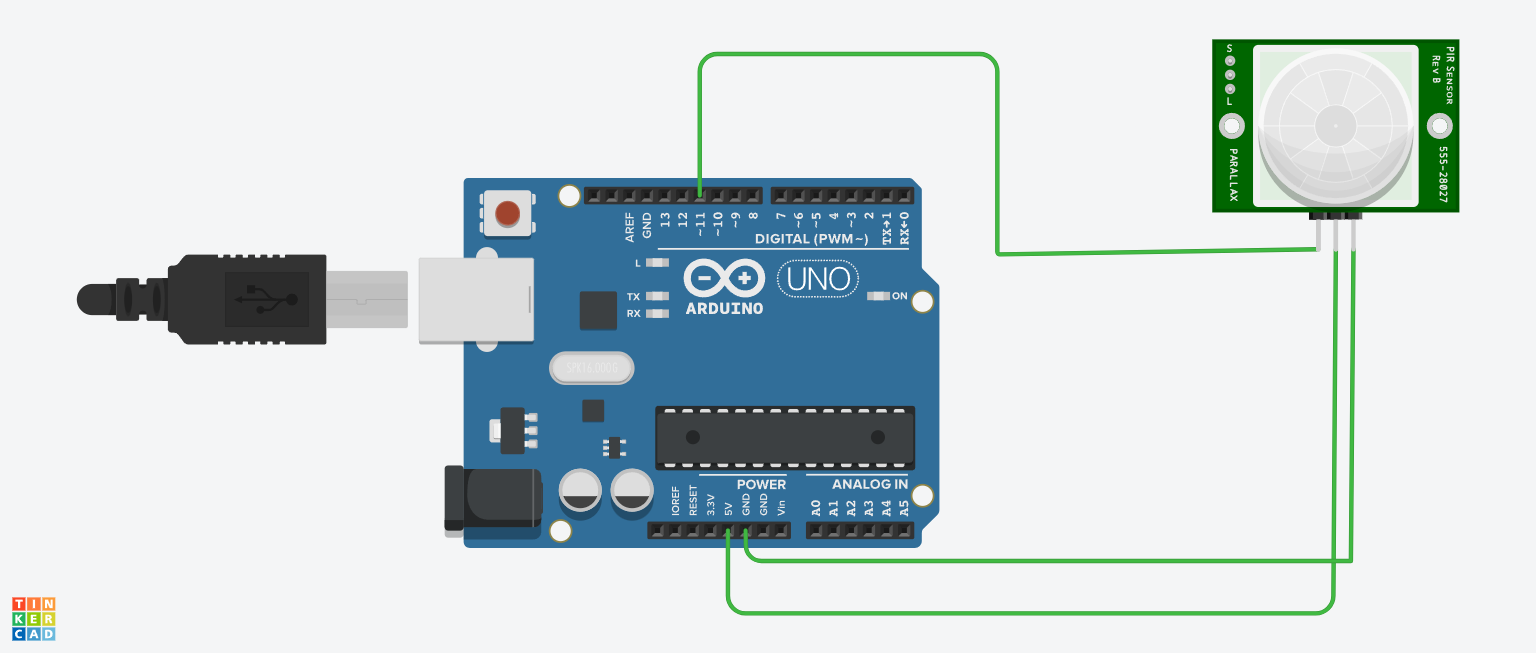 S
L
PIR SENSOR
REV B
PARALLAX
555-28027
AREF
GND
13
12
~11
~10
~9
8
7
~6
~5
4
~3
2
TX→1
RX←0
DIGITAL (PWM~)
L
TX
RX
ARDUINO
UNO
ON
SPK16.000G
POWER
ANALOG IN
IOREF
RESET
3.3V
5V
GND
GND
Vin
A0
A1
A2
A3
A4
A5
TIN
KER
CAD